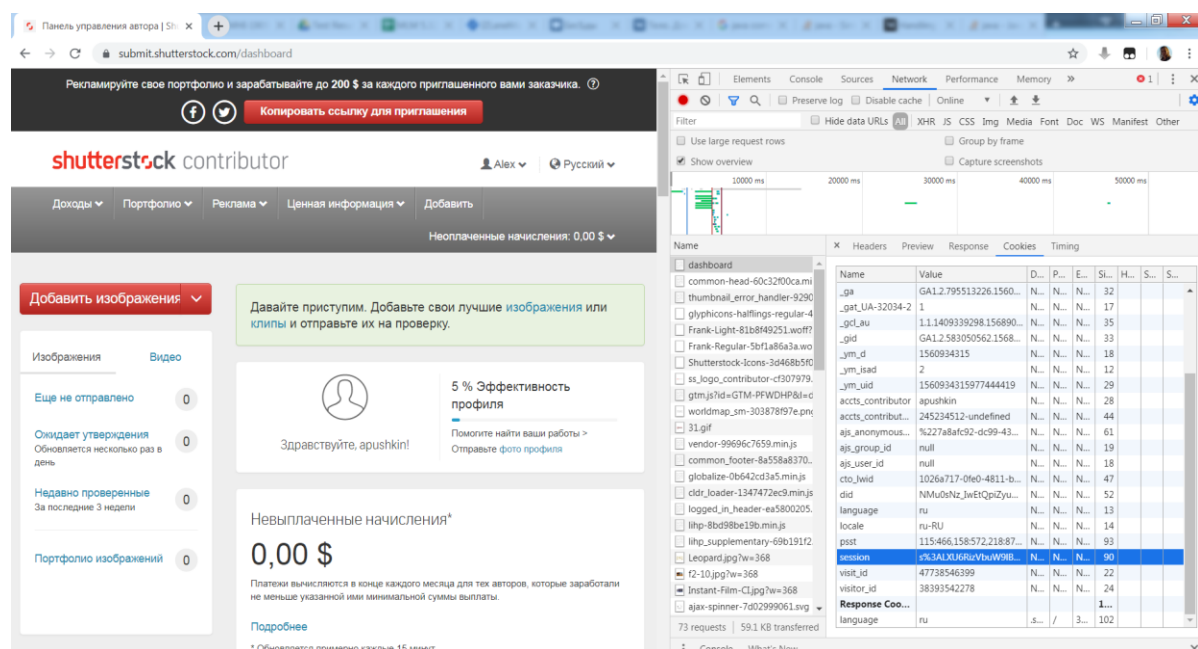 Панель управления автора | Sh
submit.shutterstock.com/dashboard
Рекламируйте свое портфолио и зарабатывайте до 200 $ за каждого приглашенного вами заказчика.
Копировать ссылку для приглашения
shutterstock contributor
Alex
Русский
Доходы
Портфолио
Реклама
Ценная информация
Добавить
Неоплаченные начисления: 0,00 $
Добавить изображения
Изображения
Видео
Еще не отправлено
0
Ожидает утверждения
0
Обновляется несколько раз в
день
Недавно проверенные
0
За последние 3 недели
Портфолио изображений
0
Давайте приступим. Добавьте свои лучшие изображения или
клипы и отправьте их на проверку.
Здравствуйте, apushkin!
5 % Эффективность
профиля
Помогите найти ваши работы >
Отправьте фото профиля
Невыплаченные начисления*
0,00 $
Платежи вычисляются в конце каждого месяца для тех авторов, которые заработали
не меньше указанной ими минимальной суммы выплаты.
Подробнее
* Обновляется примерно каждые 15 минут
Elements Console Sources Network Performance Memory » 1
Preserve log Disable cache Online
Filter Hide data URLs All XHR JS CSS Img Media Font Doc WS Manifest Other
Use large request rows Group by frame
Show overview Capture screenshots
10000 ms 20000 ms 30000 ms 40000 ms 50000 ms
Name
dashboard
common-head-60c32f00ca.mi
thumbnail_error_handler-9290
glyphicons-halflings-regular-4
Frank-Light-81b8f49251.woff?
Frank-Regular-5bf1a86a3a.wo
Shutterstock-Icons-3d468b5f0
ss_logo_contributor-cf307979.
gtm.js?id=GTM-PFWDHP&l=d
worldmap_sm-303878f97e.png
31.gif
vendor-99696c7659.min.js
common_footer-8a558a8370..
globalize-0b642cd3a5.min.js
cldr_loader-1347472ec9.min.js
logged_in_header-ea5800205.
lihp-8bd98be19b.min.js
lihp_supplementary-69b191f2
Leopard.jpg?w=368
f2-10.jpg?w=368
Instant-Film-CI.jpg?w=368
ajax-spinner-7d02999061.svg
73 requests | 59.1 KB transferred
Headers Preview Response Cookies Timing
Name Value D... P... E... Si... H... S... S...
_ga GA1.2.795513226.1560... N... N... N... 32
_gat_UA-32034-2 1 N... N... N... 17
_gcl_au 1.1.1409339298.156890... N... N... N... 35
_gid GA1.2.583050562.1568... N... N... N... 33
_ym_d 1560934315 N... N... N... 18
_ym_isad 2 N... N... N... 12
_ym_uid 1560934315977444419 N... N... N... 29
accts_contributor apushkin N... N... N... 28
accts_contribut... 245234512-undefined N... N... N... 44
ajs_anonymous... %227a8afc92-dc99-43... N... N... N... 61
ajs_group_id null N... N... N... 19
ajs_user_id null N... N... N... 18
cto_lwid 1026a717-0fe0-4811-b... N... N... N... 47
did NMu0sNz_IwEtQpiZyu... N... N... N... 52
language ru N... N... N... 13
locale ru-RU N... N... N... 14
psst 115:466,158:572,218:87... N... N... N... 93
session s%3ALXU6RizVbuW9IB... N... N... N... 90
visit_id 47738546399 N... N... N... 22
visitor_id 38393542278 N... N... N... 24
Response Coo... 1...
language ru .s... / 3... 102
Console What's New